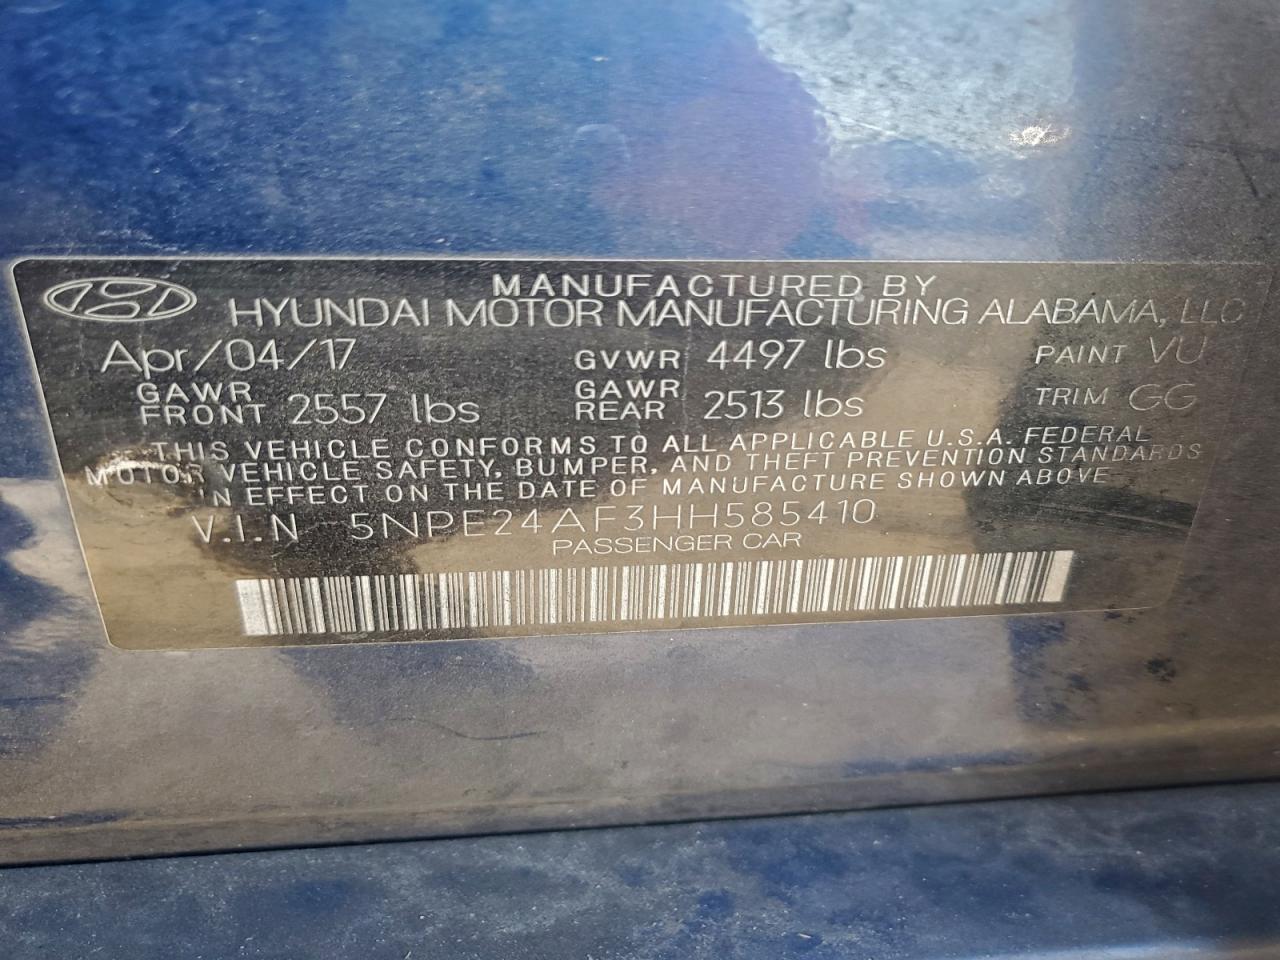 MANUFACTURED BY
HYUNDAI MOTOR MANUFACTURING ALABAMA, LLC
Apr/04/17 GVWR 4497 lbs PAINT VU
GAWR FRONT 2557 lbs GAWR REAR 2513 lbs TRIM GG
THIS VEHICLE CONFORMS TO ALL APPLICABLE U.S.A. FEDERAL
MOTOR VEHICLE SAFETY, BUMPER, AND THEFT PREVENTION STANDARDS
IN EFFECT ON THE DATE OF MANUFACTURE SHOWN ABOVE
V.I.N 5NPE24AF3HH585410
PASSENGER CAR